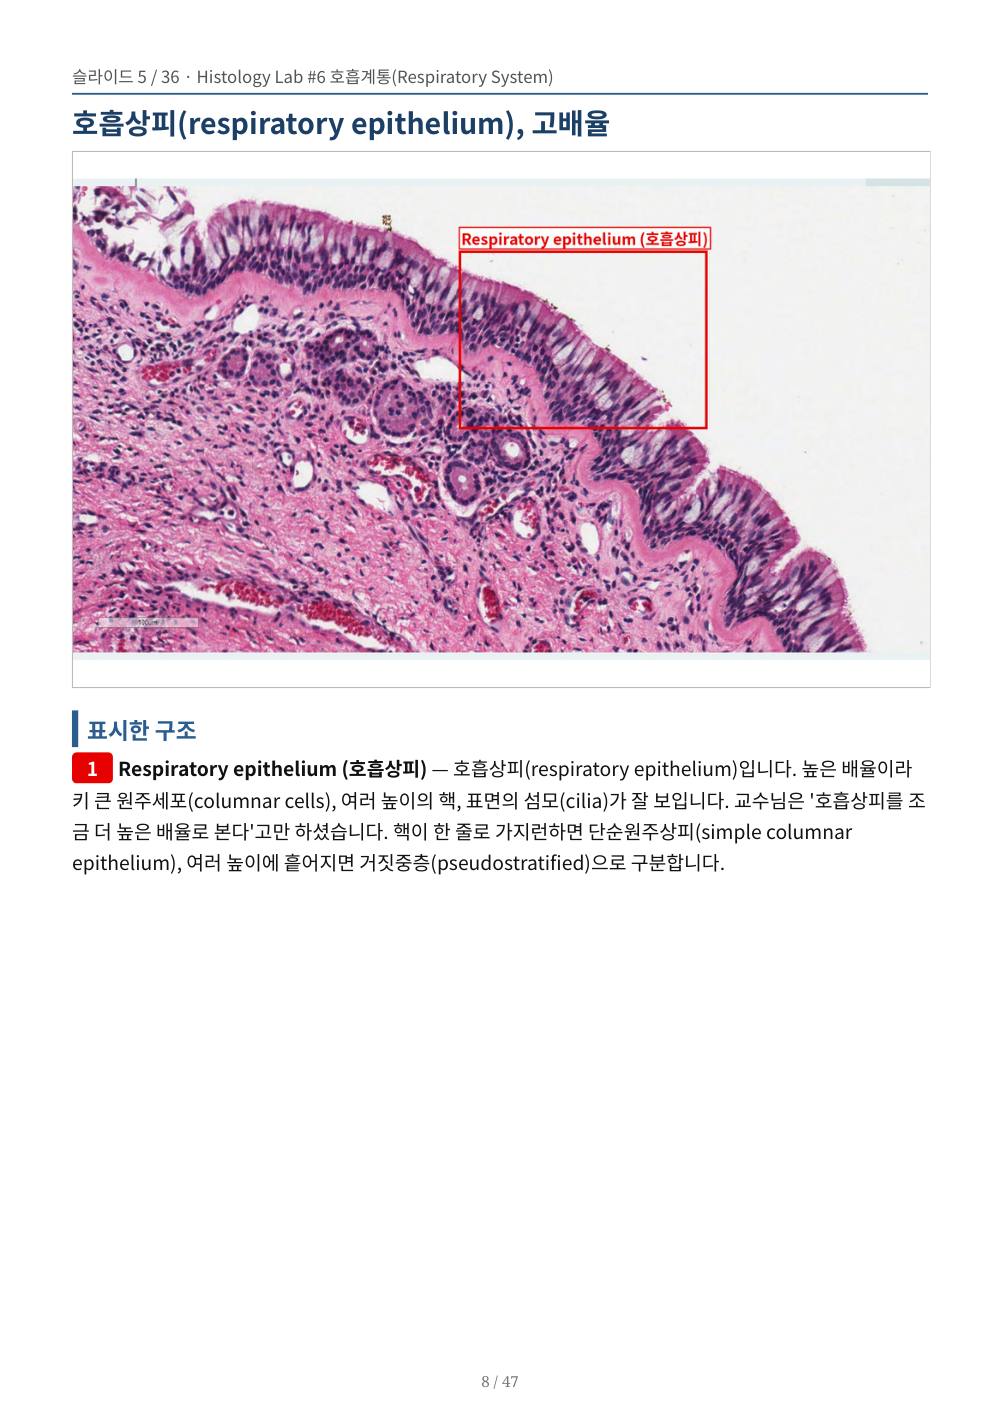 슬라이드 5 / 36 · Histology Lab #6 호흡계통(Respiratory System)
호흡상피(respiratory epithelium), 고배율
Respiratory epithelium (호흡상피)
100um
표시한 구조
1 Respiratory epithelium (호흡상피) — 호흡상피(respiratory epithelium)입니다. 높은 배율이라
키 큰 원주세포(columnar cells), 여러 높이의 핵, 표면의 섬모(cilia)가 잘 보입니다. 교수님은 '호흡상피를 조
금 더 높은 배율로 본다'고만 하셨습니다. 핵이 한 줄로 가지런하면 단순원주상피(simple columnar
epithelium), 여러 높이에 흩어지면 거짓중층(pseudostratified)으로 구분합니다.
8 / 47